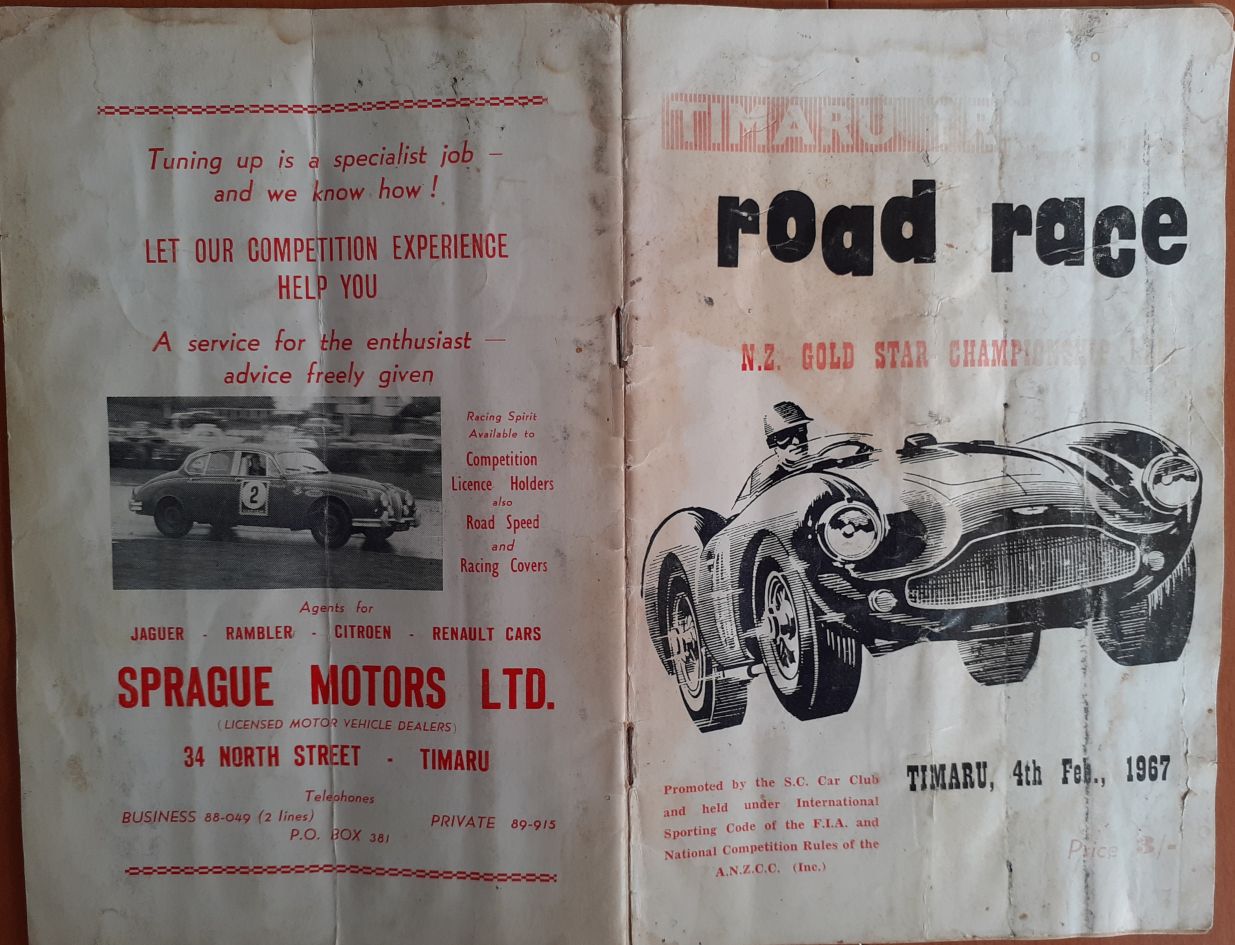 Tuning up is a specialist job —
and we know how !
LET OUR COMPETITION EXPERIENCE
HELP YOU
A service for the enthusiast —
advice freely given
2
Racing Spirit
Available to
Competition
Licence Holders
also
Road Speed
and
Racing Covers
Agents for
JAGUER - RAMBLER - CITROEN - RENAULT CARS
SPRAGUE MOTORS LTD.
(LICENSED MOTOR VEHICLE DEALERS)
34 NORTH STREET - TIMARU
Telephones
BUSINESS 88-049 (2 lines) PRIVATE 89-915
P.O. BOX 381
TIMARU
road race
N.Z. GOLD STAR CHAMPIONSHIP
TIMARU, 4th Feb., 1967
Promoted by the S.C. Car Club
and held under International
Sporting Code of the F.I.A. and
National Competition Rules of the
A.N.Z.C.C. (Inc.)
Price 3/-